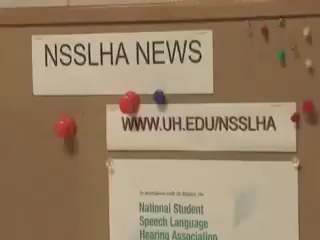 NSSLHA NEWS
WWW.UH.EDU/NSSLHA
National Student
Speech Language
Hearing Association